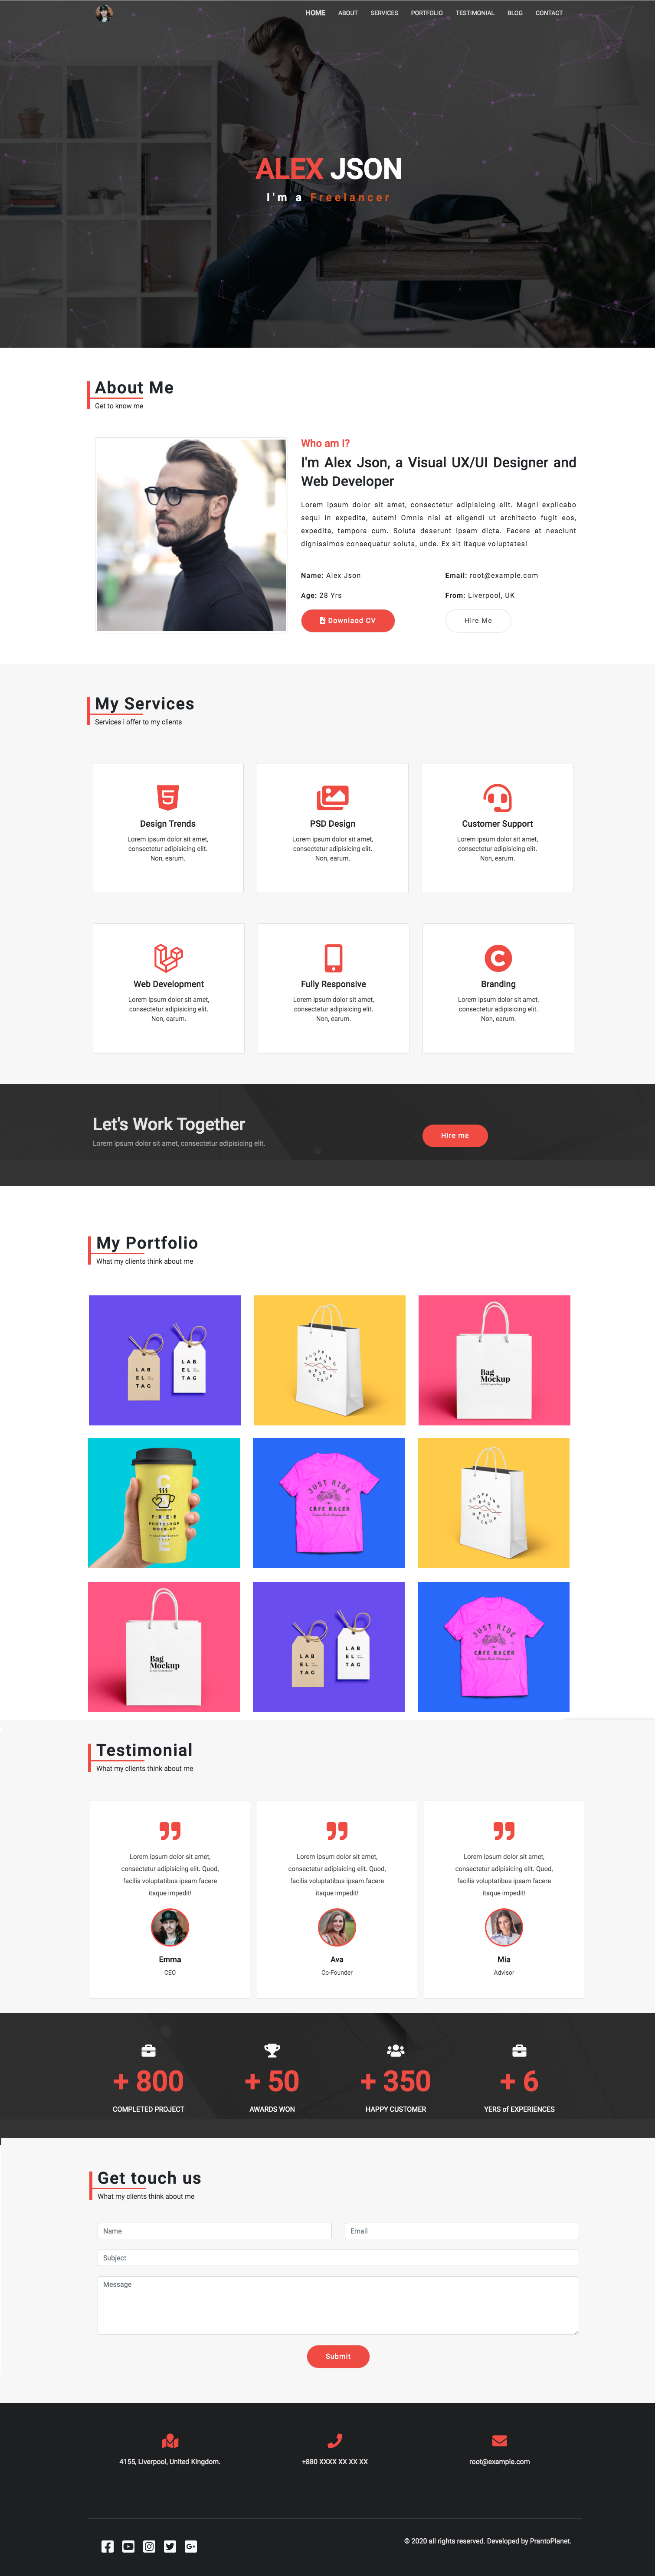 HOME ABOUT SERVICES PORTFOLIO TESTIMONIAL BLOG CONTACT
ALEX JSON
I'm a Freelancer
About Me
Get to know me
Who am I?
I'm Alex Json, a Visual UX/UI Designer and
Web Developer
Lorem ipsum dolor sit amet, consectetur adipisicing elit. Magni explicabo
sequi in expedita, autem! Omnis nisi at eligendi ut architecto fugit eos,
expedita, tempora cum. Soluta deserunt ipsam dicta. Facere at nesciunt
dignissimos consequatur soluta, unde. Ex sit itaque voluptates!
Name: Alex Json
Email: root@example.com
Age: 28 Yrs
From: Liverpool, UK
Downlaod CV
Hire Me
My Services
Services i offer to my clients
Design Trends
Lorem ipsum dolor sit amet,
consectetur adipisicing elit.
Non, earum.
PSD Design
Lorem ipsum dolor sit amet,
consectetur adipisicing elit.
Non, earum.
Customer Support
Lorem ipsum dolor sit amet,
consectetur adipisicing elit.
Non, earum.
Web Development
Lorem ipsum dolor sit amet,
consectetur adipisicing elit.
Non, earum.
Fully Responsive
Lorem ipsum dolor sit amet,
consectetur adipisicing elit.
Non, earum.
Branding
Lorem ipsum dolor sit amet,
consectetur adipisicing elit.
Non, earum.
Let's Work Together
Lorem ipsum dolor sit amet, consectetur adipisicing elit.
Hire me
My Portfolio
What my clients think about me
LAB
EL
TAG
LAB
EL
TAG
Bag
Mockup
FREE
PHOTOSHOP
MOCK-UP
JUST RIDE
CAFE RACER
Bag
Mockup
LAB
EL
TAG
LAB
EL
TAG
JUST RIDE
CAFE RACER
Testimonial
What my clients think about me
Lorem ipsum dolor sit amet,
consectetur adipisicing elit. Quod,
facilis voluptatibus ipsam facere
itaque impedit!
Emma
CEO
Lorem ipsum dolor sit amet,
consectetur adipisicing elit. Quod,
facilis voluptatibus ipsam facere
itaque impedit!
Ava
Co-Founder
Lorem ipsum dolor sit amet,
consectetur adipisicing elit. Quod,
facilis voluptatibus ipsam facere
itaque impedit!
Mia
Advisor
+ 800
COMPLETED PROJECT
+ 50
AWARDS WON
+ 350
HAPPY CUSTOMER
+ 6
YERS of EXPERIENCES
Get touch us
What my clients think about me
Name
Email
Subject
Message
Submit
4155, Liverpool, United Kingdom.
+880 XXXX XX XX XX
root@example.com
© 2020 all rights reserved. Developed by PrantoPlanet.